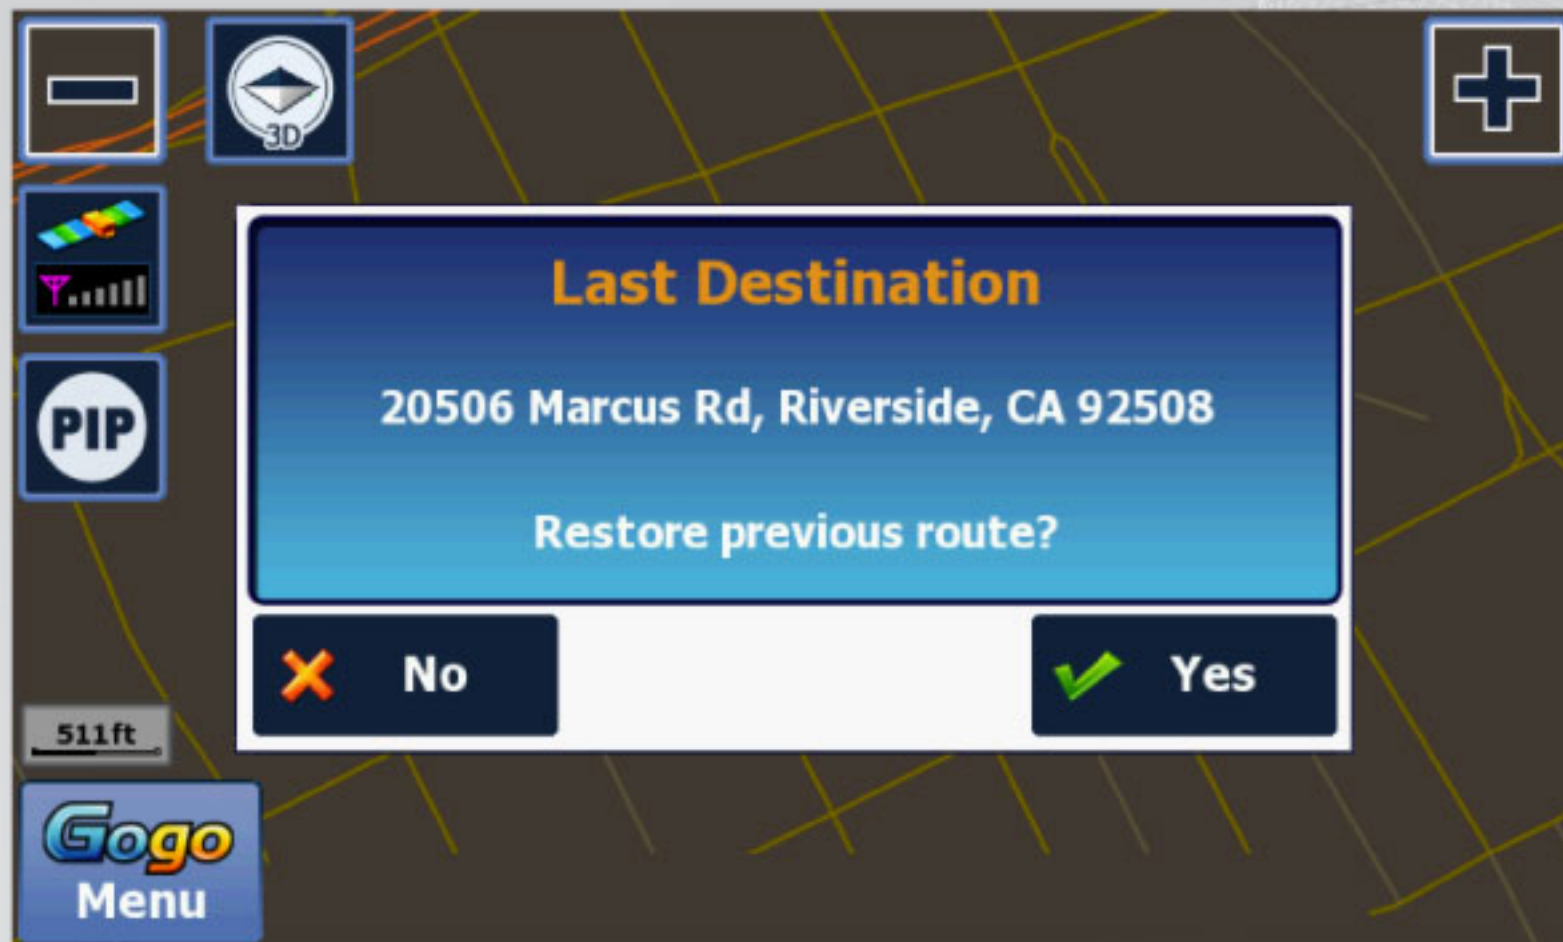 3D
PIP
Last Destination
20506 Marcus Rd, Riverside, CA 92508
Restore previous route?
No
Yes
511ft
Gogo
Menu